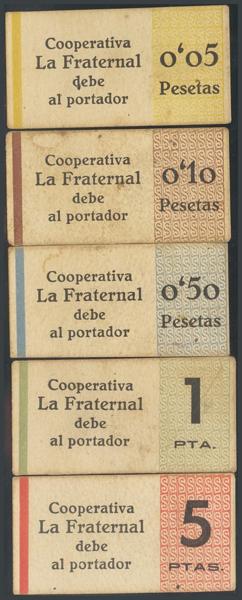 Cooperativa
La Fraternal
debe
al portador
0'05
Pesetas
Cooperativa
La Fraternal
debe
al portador
0'10
Pesetas
Cooperativa
La Fraternal
debe
al portador
0'50
Pesetas
Cooperativa
La Fraternal
debe
al portador
1
PTA.
Cooperativa
La Fraternal
debe
al portador
5
PTAS.